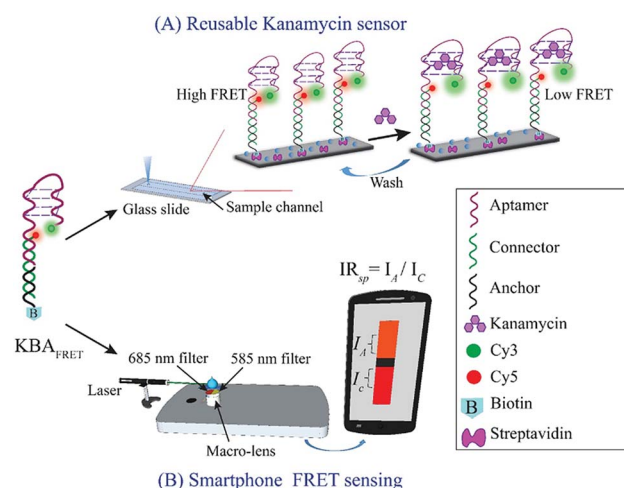 (A) Reusable Kanamycin sensor
High FRET
Low FRET
Wash
Glass slide
Sample channel
B
KBA_FRET
IR_sp = I_A / I_C
685 nm filter
585 nm filter
Laser
Macro-lens
I_A
I_c
(B) Smartphone FRET sensing
Aptamer
Connector
Anchor
Kanamycin
Cy3
Cy5
B
Biotin
Streptavidin